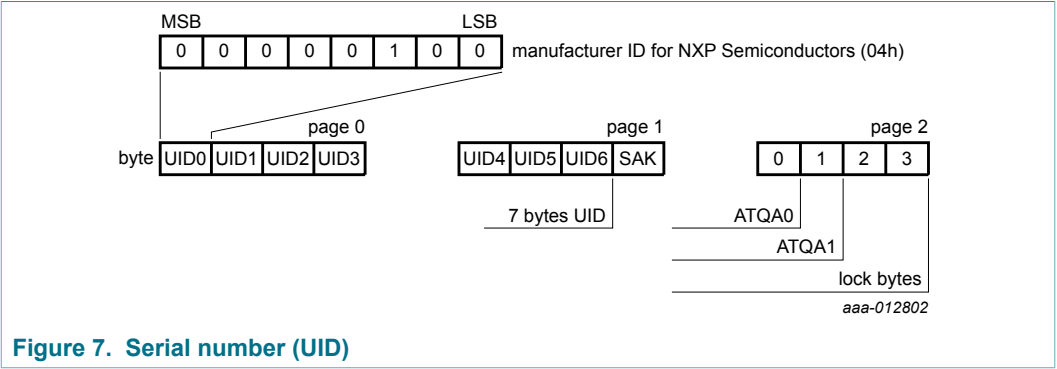 MSB LSB
0 0 0 0 0 1 0 0 manufacturer ID for NXP Semiconductors (04h)
page 0 page 1 page 2
byte UID0 UID1 UID2 UID3 UID4 UID5 UID6 SAK 0 1 2 3
7 bytes UID ATQA0
ATQA1
lock bytes
aaa-012802
Figure 7. Serial number (UID)